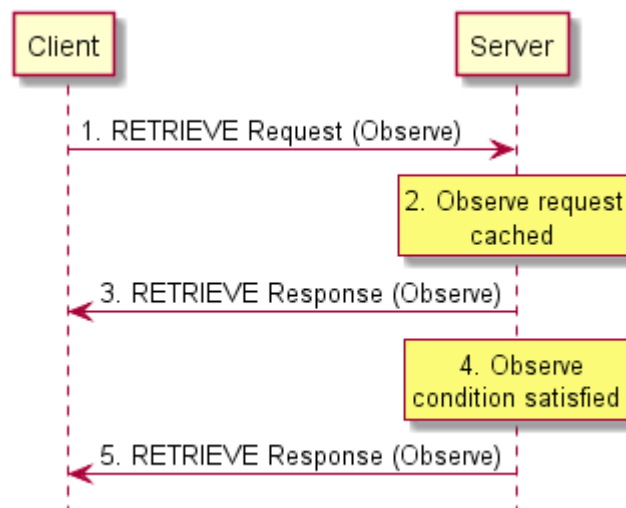 Client
Server
1. RETRIEVE Request (Observe)
2. Observe request
cached
3. RETRIEVE Response (Observe)
4. Observe
condition satisfied
5. RETRIEVE Response (Observe)